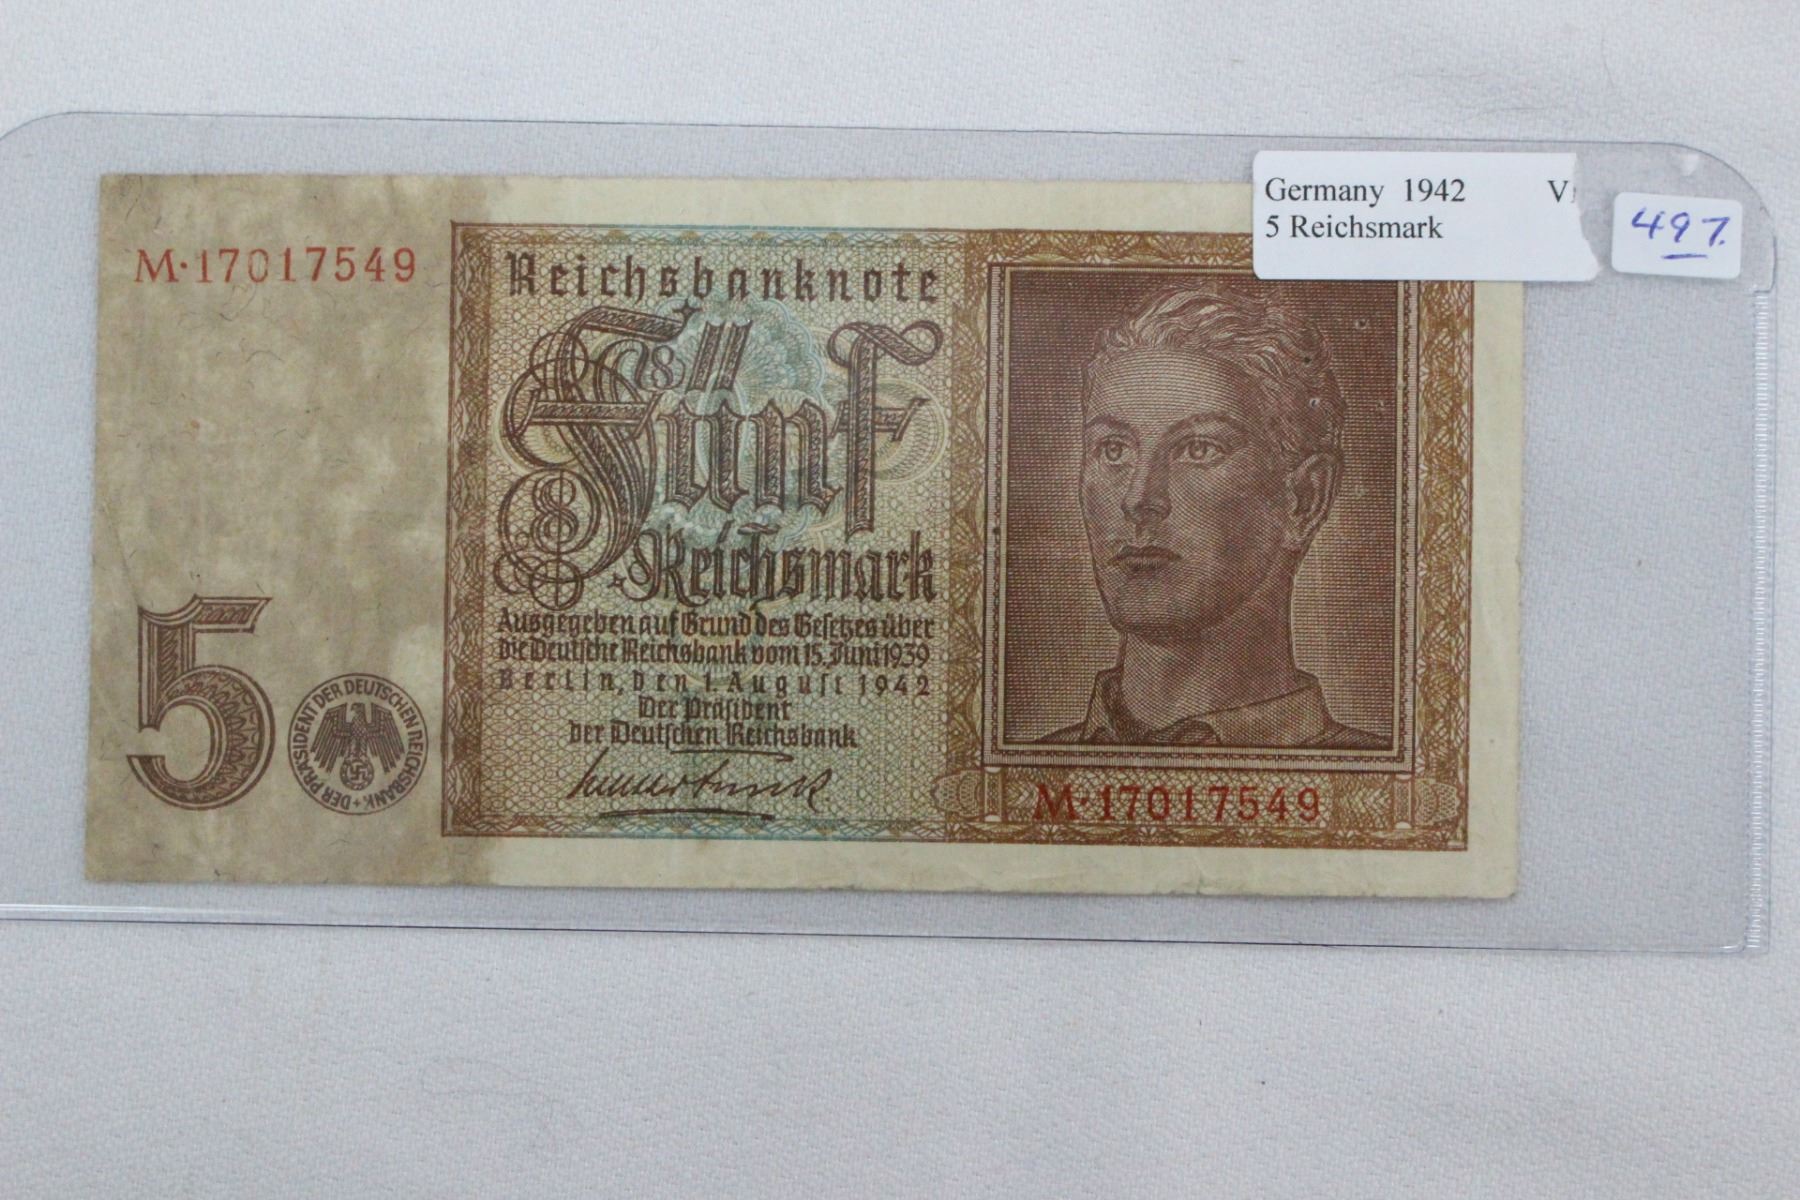 Germany 1942
5 Reichsmark
497.
M·17017549
Reichsbanknote
Fünf
Reichsmark
Ausgegeben auf Grund des Gesetzes über
die Deutsche Reichsbank vom 15. Juni 1939
Berlin, den 1. August 1942
Der Präsident
der Deutschen Reichsbank
5
DER PRÄSIDENT DER DEUTSCHEN REICHSBANK +
M·17017549